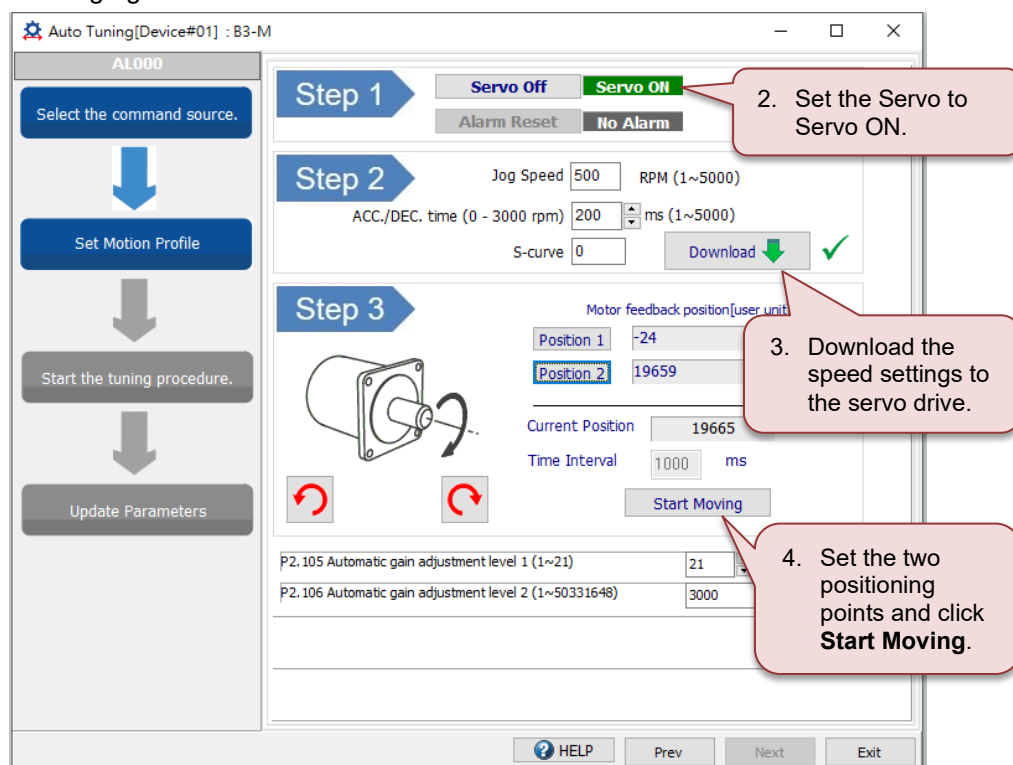 Auto Tuning[Device#01] : B3-M
AL000
Select the command source.
Set Motion Profile
Start the tuning procedure.
Update Parameters
Step 1
Servo Off
Servo ON
Alarm Reset
No Alarm
2. Set the Servo to
Servo ON.
Step 2
Jog Speed 500 RPM (1~5000)
ACC./DEC. time (0 - 3000 rpm) 200 ms (1~5000)
S-curve 0
Download
Step 3
Motor feedback position[user unit
Position 1 -24
Position 2 19659
Current Position 19665
Time Interval 1000 ms
Start Moving
3. Download the
speed settings to
the servo drive.
P2.105 Automatic gain adjustment level 1 (1~21) 21
P2.106 Automatic gain adjustment level 2 (1~50331648) 3000
4. Set the two
positioning
points and click
Start Moving.
HELP
Prev
Next
Exit